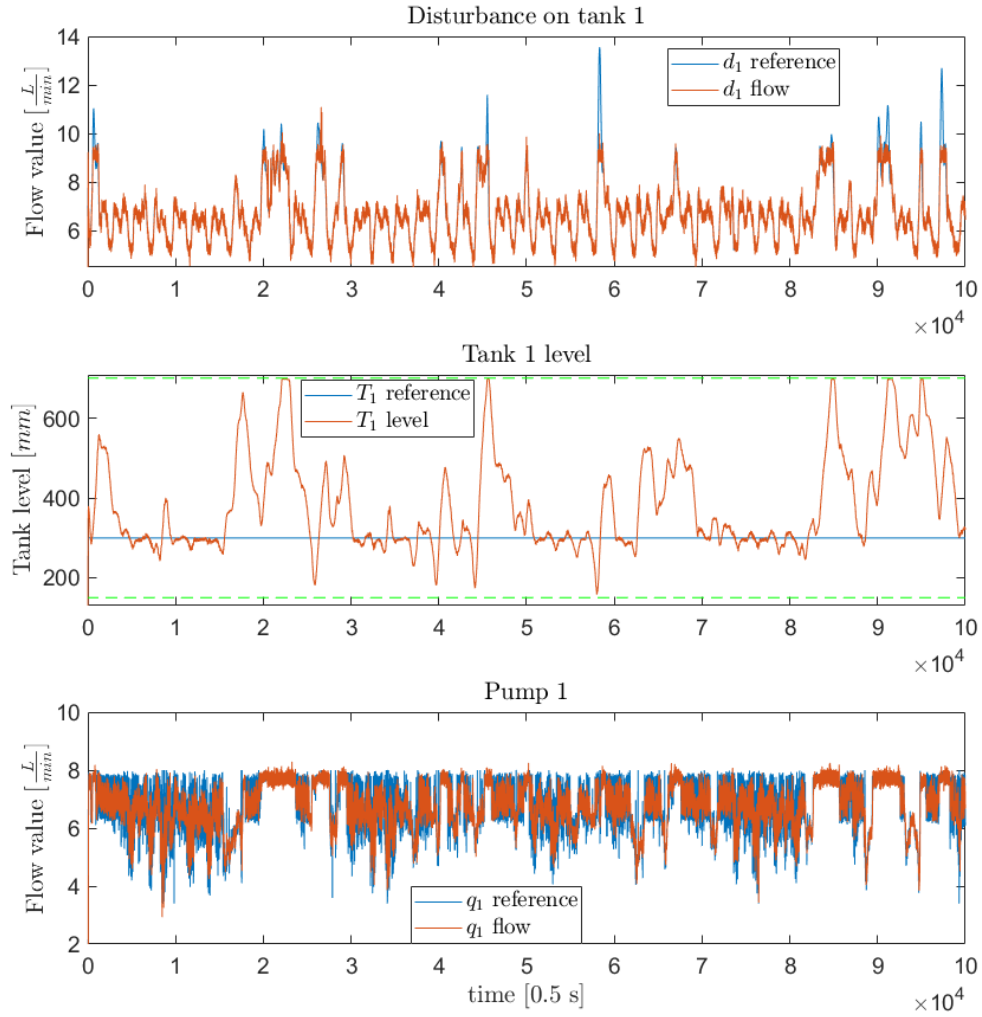 Disturbance on tank 1
Flow value [L/min]
14
12
10
8
6
d1 reference
d1 flow
0 1 2 3 4 5 6 7 8 9 10
×10^4
Tank 1 level
Tank level [mm]
600
400
200
T1 reference
T1 level
0 1 2 3 4 5 6 7 8 9 10
×10^4
Pump 1
Flow value [L/min]
10
8
6
4
2
q1 reference
q1 flow
0 1 2 3 4 5 6 7 8 9 10
time [0.5 s]
×10^4